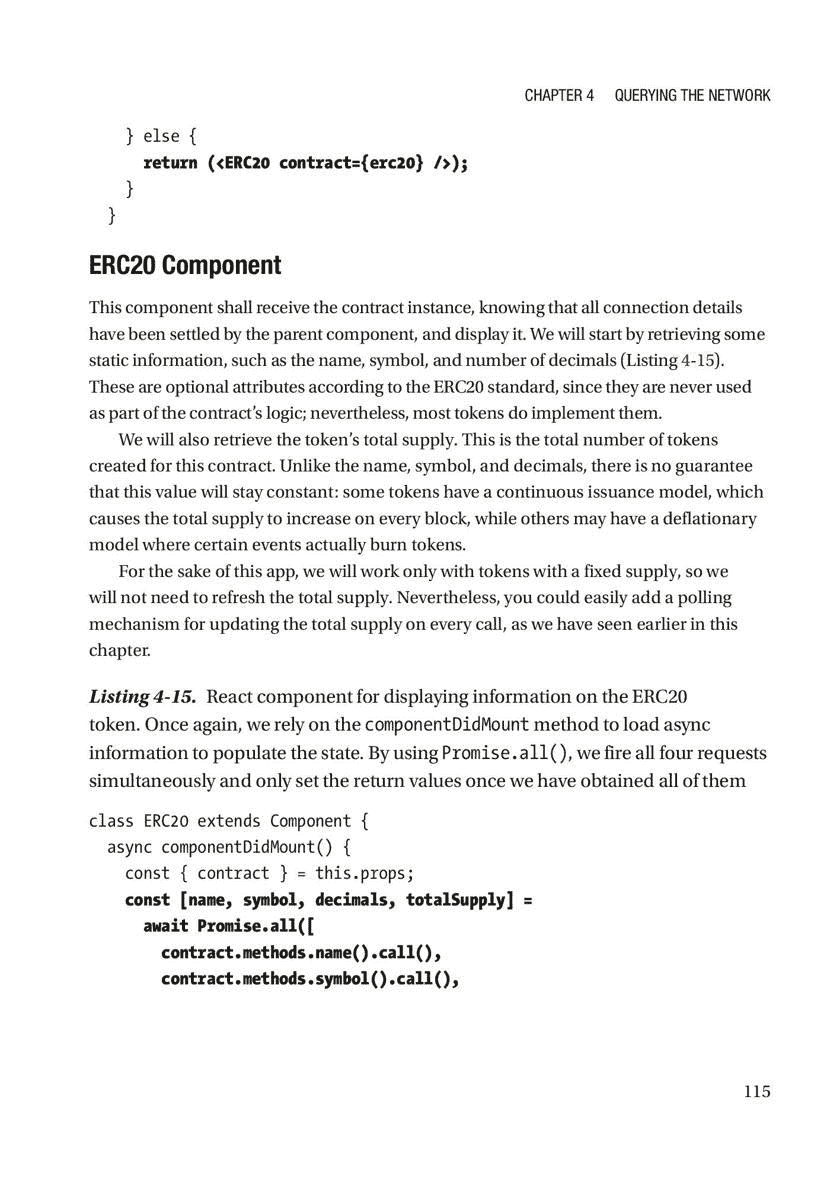 CHAPTER 4 QUERYING THE NETWORK
} else {
return (<ERC20 contract={erc20} />);
}
}
ERC20 Component
This component shall receive the contract instance, knowing that all connection details
have been settled by the parent component, and display it. We will start by retrieving some
static information, such as the name, symbol, and number of decimals (Listing 4-15).
These are optional attributes according to the ERC20 standard, since they are never used
as part of the contract's logic; nevertheless, most tokens do implement them.
We will also retrieve the token's total supply. This is the total number of tokens
created for this contract. Unlike the name, symbol, and decimals, there is no guarantee
that this value will stay constant: some tokens have a continuous issuance model, which
causes the total supply to increase on every block, while others may have a deflationary
model where certain events actually burn tokens.
For the sake of this app, we will work only with tokens with a fixed supply, so we
will not need to refresh the total supply. Nevertheless, you could easily add a polling
mechanism for updating the total supply on every call, as we have seen earlier in this
chapter.
Listing 4-15. React component for displaying information on the ERC20
token. Once again, we rely on the componentDidMount method to load async
information to populate the state. By using Promise.all(), we fire all four requests
simultaneously and only set the return values once we have obtained all of them
class ERC20 extends Component {
async componentDidMount() {
const { contract } = this.props;
const [name, symbol, decimals, totalSupply] =
await Promise.all([
contract.methods.name().call(),
contract.methods.symbol().call(),
115